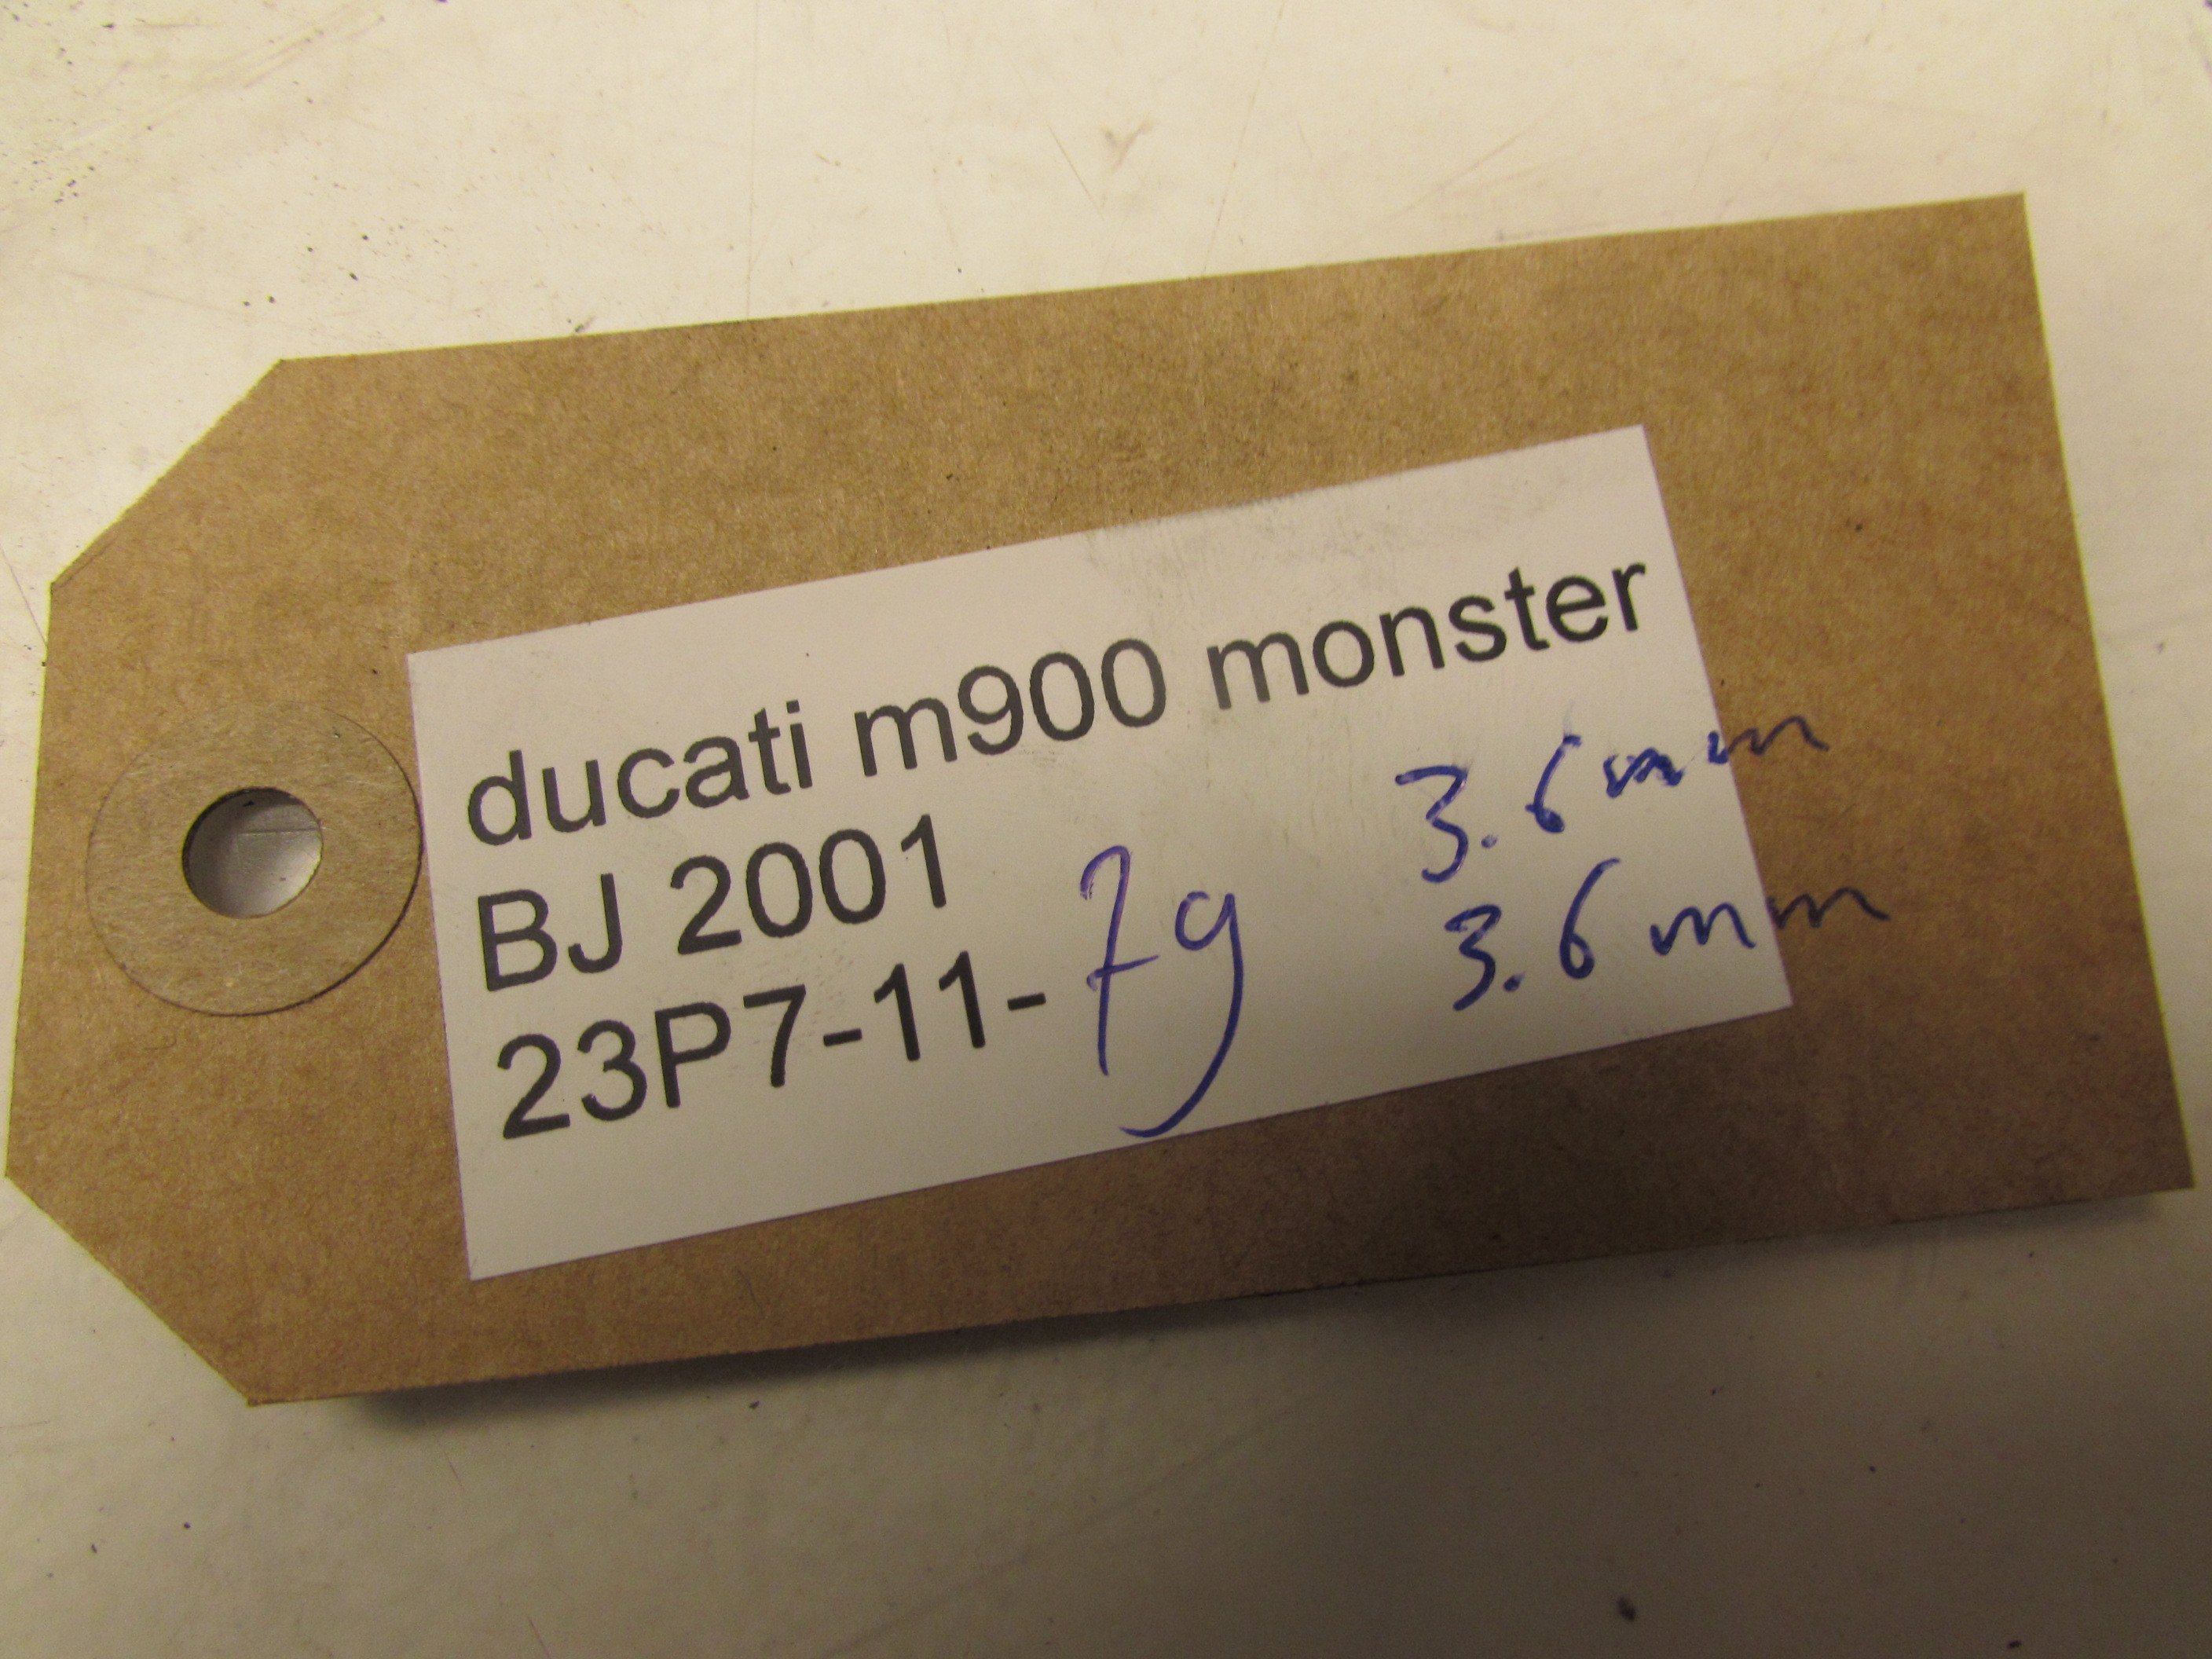 ducati m900 monster
BJ 2001
23P7-11-79
3.6mm
3.6mm